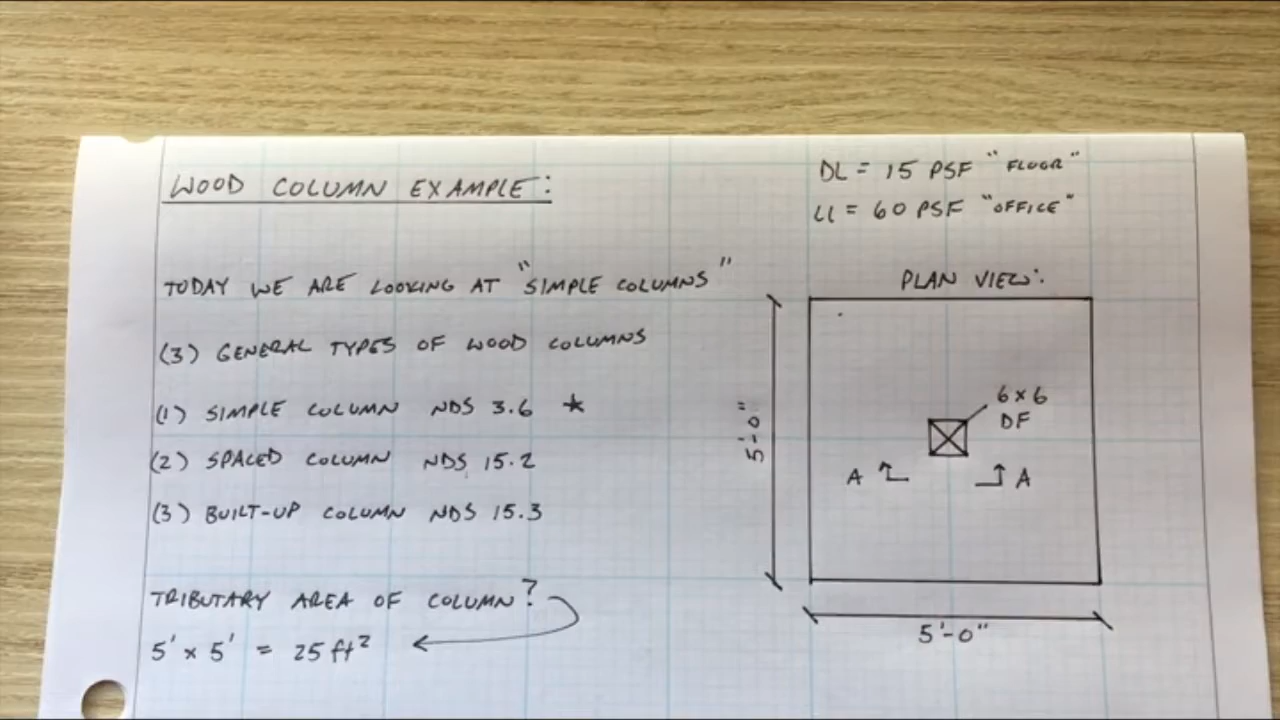 WOOD COLUMN EXAMPLE:
DL = 15 PSF "FLOOR"
LL = 60 PSF "OFFICE"
TODAY WE ARE LOOKING AT "SIMPLE COLUMNS"
(3) GENERAL TYPES OF WOOD COLUMNS
(1) SIMPLE COLUMN NDS 3.6 ★
(2) SPACED COLUMN NDS 15.2
(3) BUILT-UP COLUMN NDS 15.3
TRIBUTARY AREA OF COLUMN?
5' x 5' = 25 ft²
PLAN VIEW:
5'-0"
6x6
DF
A A
5'-0"